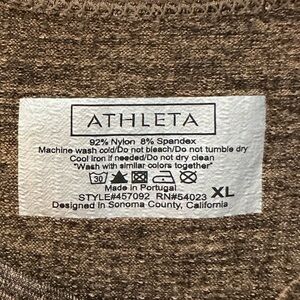 ATHLETA
92% Nylon 8% Spandex
Machine wash cold/Do not bleach/Do not tumble dry
Cool iron if needed/Do not dry clean
"Wash with similar colors together"
30
Made in Portugal
STYLE#457092 RN#54023 XL
Designed in Sonoma County, California